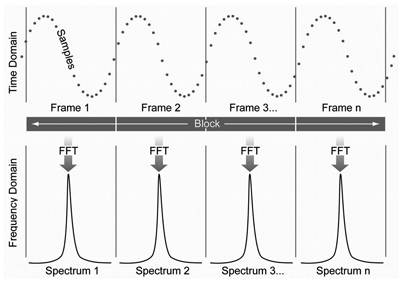 Time Domain
Samples
Frame 1 Frame 2 Frame 3... Frame n
Block
FFT FFT FFT FFT
Frequency Domain
Spectrum 1 Spectrum 2 Spectrum 3... Spectrum n